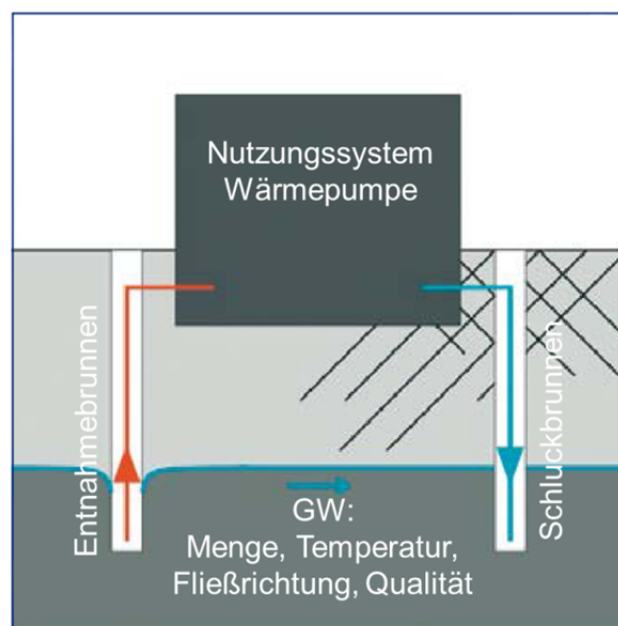 Nutzungssystem
Wärmepumpe
Entnahmebrunnen
Schluckbrunnen
GW:
Menge, Temperatur,
Fließrichtung, Qualität